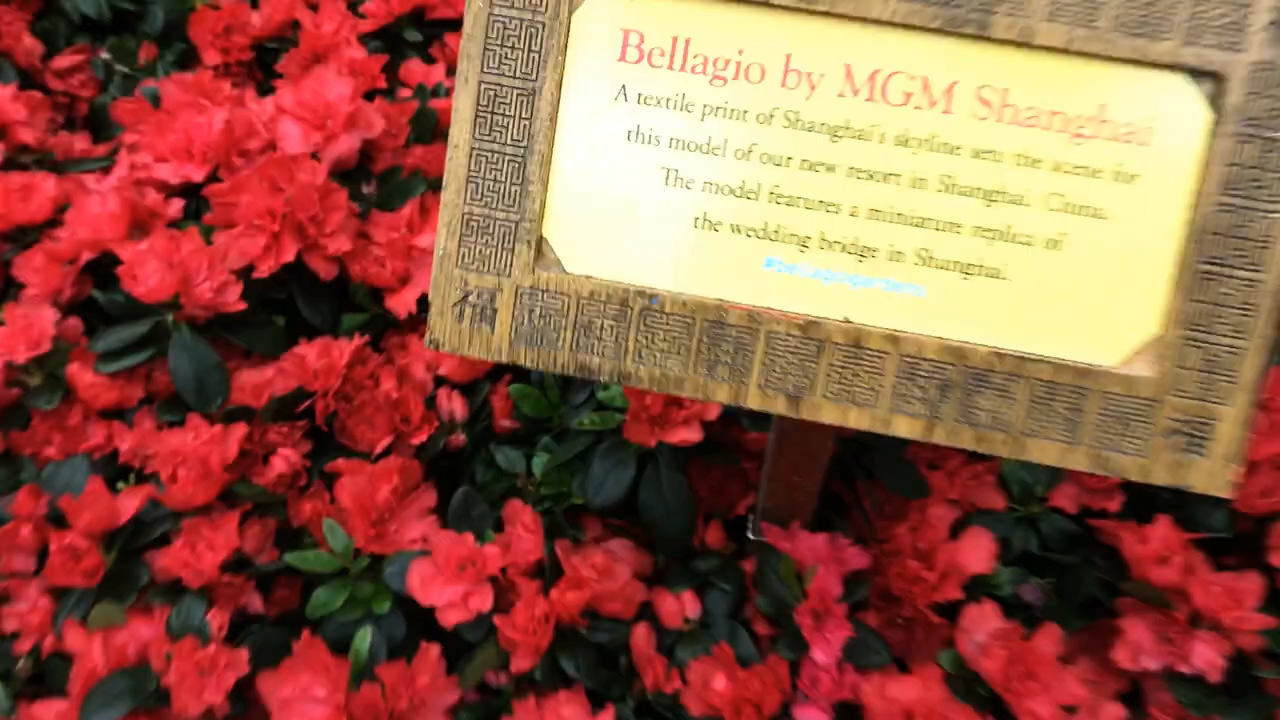 Bellagio by MGM Shanghai
A textile print of Shanghai's skyline sets the scene for
this model of our new resort in Shanghai, China.
The model features a miniature replica of
the wedding bridge in Shanghai.
福